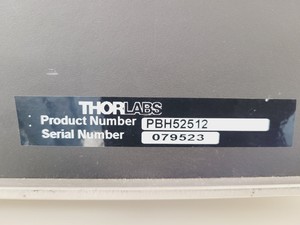 THORLABS
Product Number PBH52512
Serial Number 079523